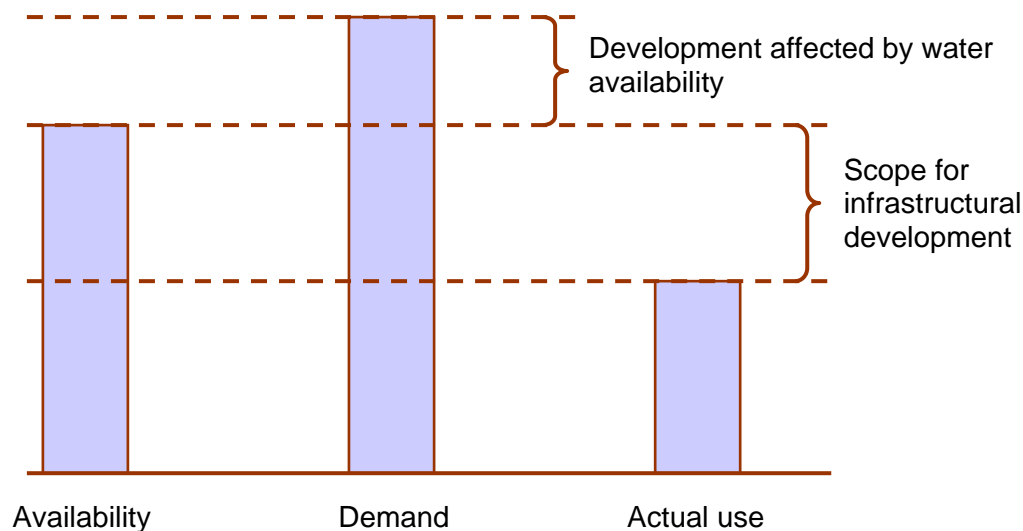 Development affected by water
availability
Scope for
infrastructural
development
Availability
Demand
Actual use